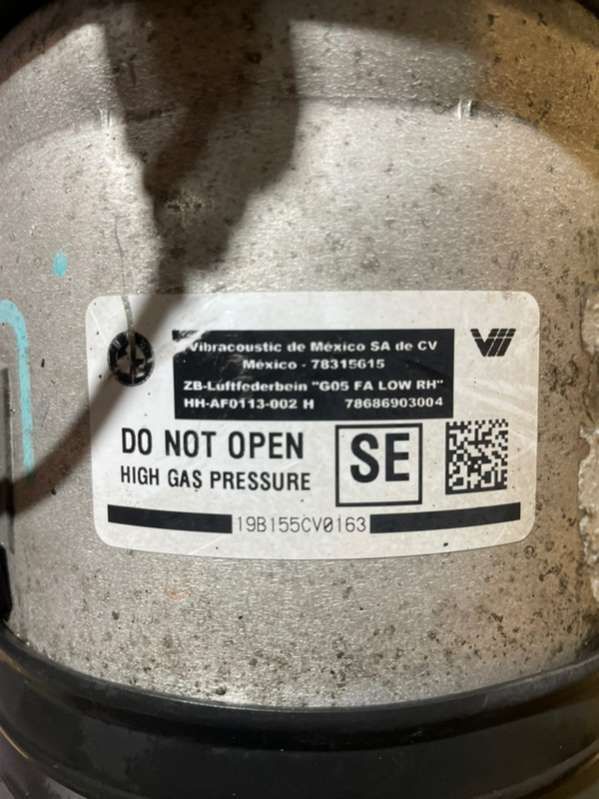 Vibracoustic de México SA de CV
México - 78315615
ZB-Luftfederbein "G05 FA LOW RH"
HH-AF0113-002 H 78686903004
DO NOT OPEN
HIGH GAS PRESSURE
SE
19B155CV0163